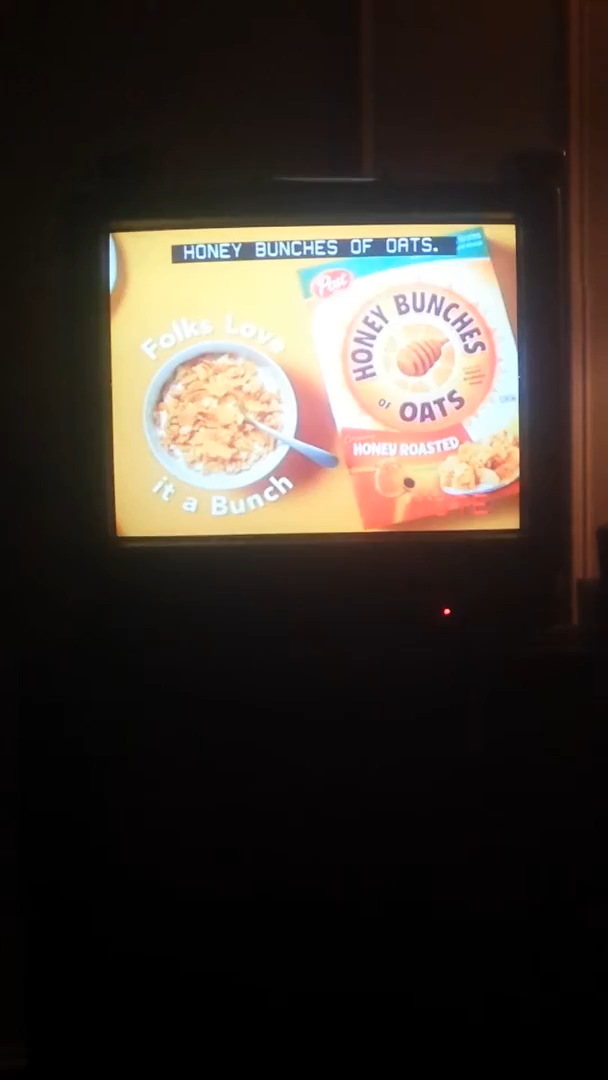 HONEY BUNCHES OF OATS.
Post
HONEY BUNCHES
of OATS
HONEY ROASTED
Folks Love
it a Bunch